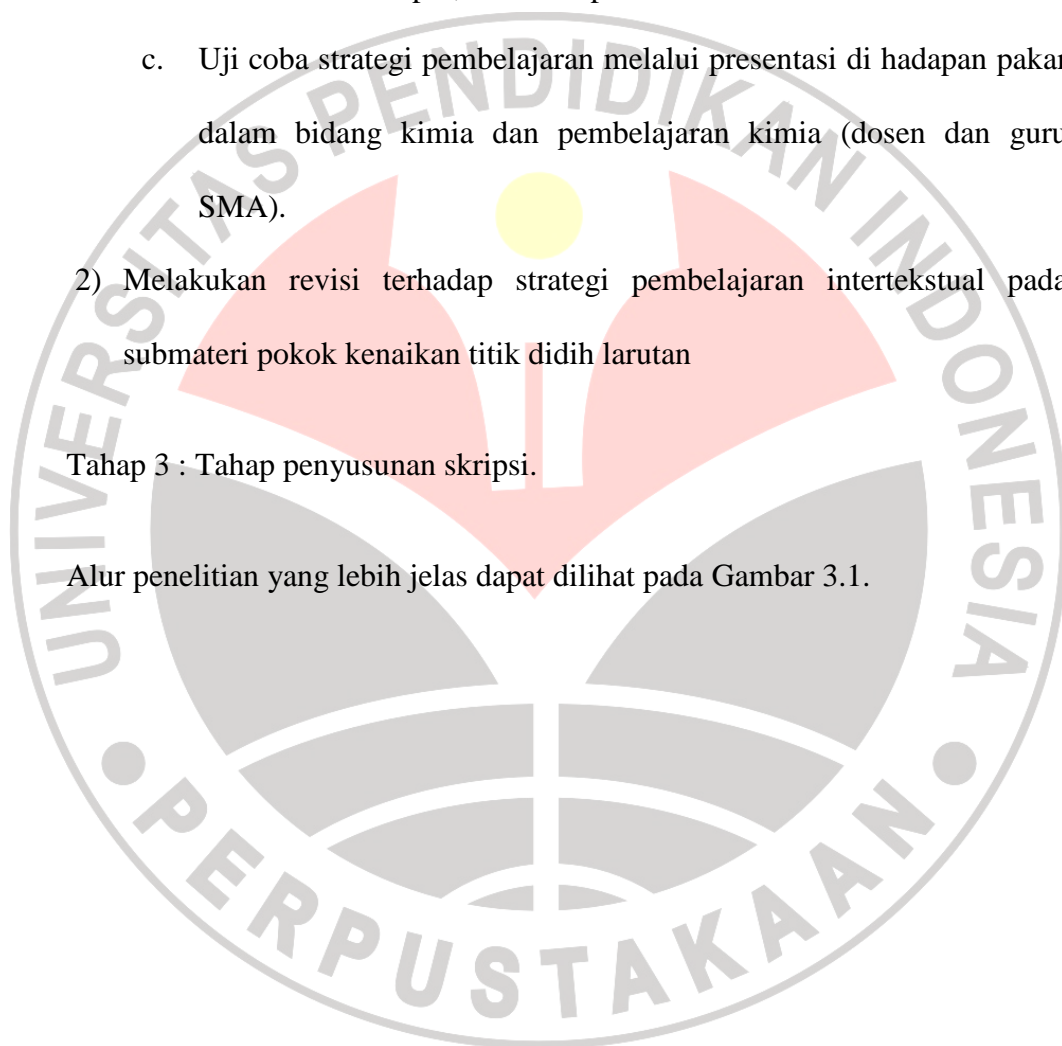 c. Uji coba strategi pembelajaran melalui presentasi di hadapan pakar
dalam bidang kimia dan pembelajaran kimia (dosen dan guru
SMA).
2) Melakukan revisi terhadap strategi pembelajaran intertekstual pada
submateri pokok kenaikan titik didih larutan
Tahap 3 : Tahap penyusunan skripsi.
Alur penelitian yang lebih jelas dapat dilihat pada Gambar 3.1.
UNIVERSITAS PENDIDIKAN INDONESIA
PERPUSTAKAAN